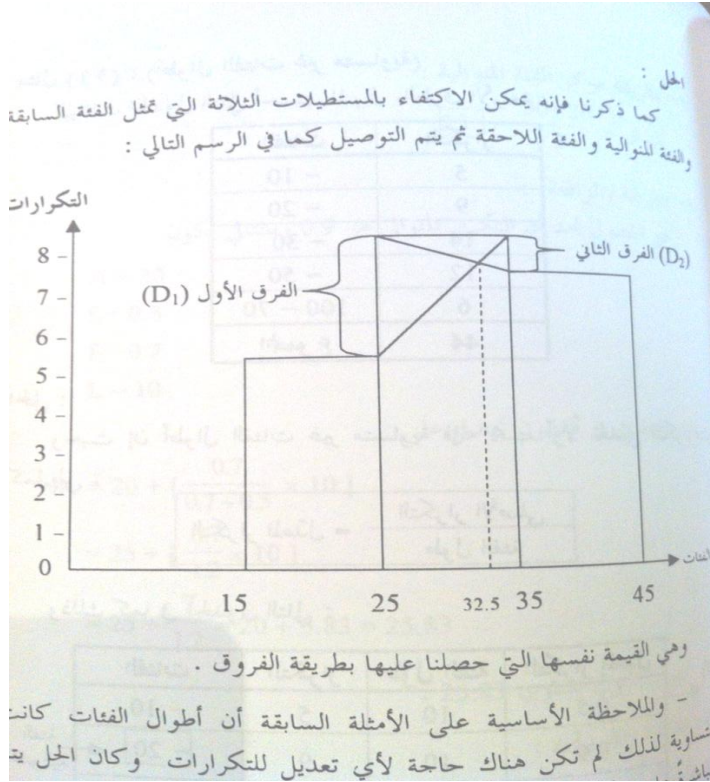 الحل :
كما ذكرنا فإنه يمكن الاكتفاء بالمستطيلات الثلاثة التي تمثل الفئة السابقة
والفئة المنوالية والفئة اللاحقة ثم يتم التوصيل كما في الرسم التالي :
التكرارات
8
7
6
5
4
3
2
1
0
الفرق الأول (D₁)
الفرق الثاني (D₂)
الفئات
15 25 32.5 35 45
وهي القيمة نفسها التي حصلنا عليها بطريقة الفروق .
- والملاحظة الأساسية على الأمثلة السابقة أن أطوال الفئات كانت
لذلك لم تكن هناك حاجة لأي تعديل للتكرارات وكان الحل